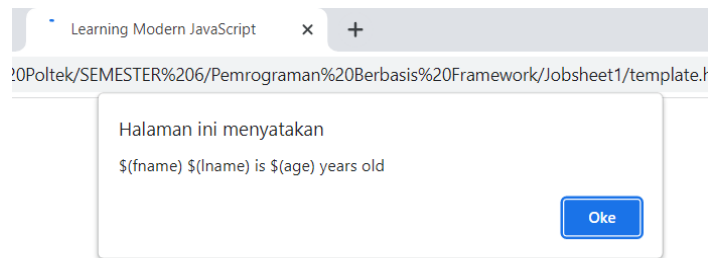 Learning Modern JavaScript
20Poltek/SEMESTER%206/Pemrograman%20Berbasis%20Framework/Jobsheet1/template.h
Halaman ini menyatakan
$(fname) $(lname) is $(age) years old
Oke